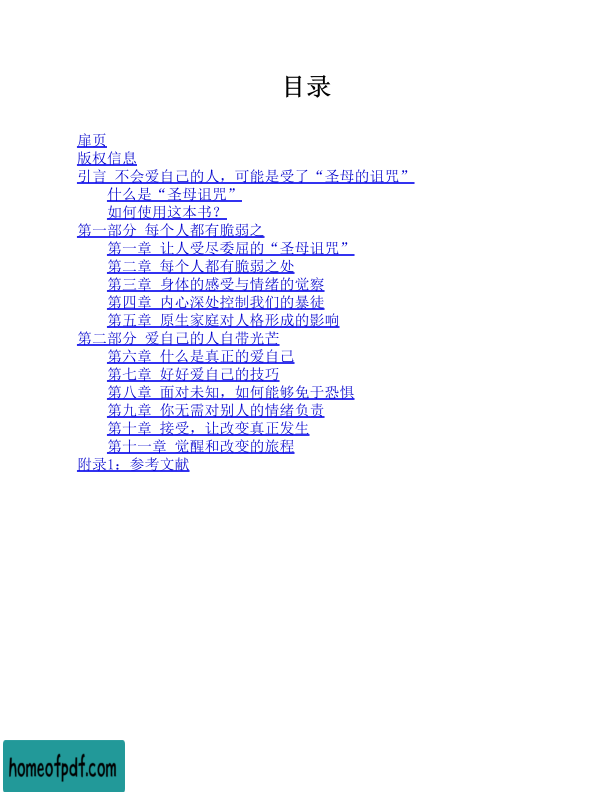 目录
扉页
版权信息
引言 不会爱自己的人，可能是受了“圣母的诅咒”
什么是“圣母诅咒”
如何使用这本书？
第一部分 每个人都有脆弱之
第一章 让人受尽委屈的“圣母诅咒”
第二章 每个人都有脆弱之处
第三章 身体的感受与情绪的觉察
第四章 内心深处控制我们的暴徒
第五章 原生家庭对人格形成的影响
第二部分 爱自己的人自带光芒
第六章 什么是真正的爱自己
第七章 好好爱自己的技巧
第八章 面对未知，如何能够免于恐惧
第九章 你无需对别人的情绪负责
第十章 接受，让改变真正发生
第十一章 觉醒和改变的旅程
附录1：参考文献
homeofpdf.com